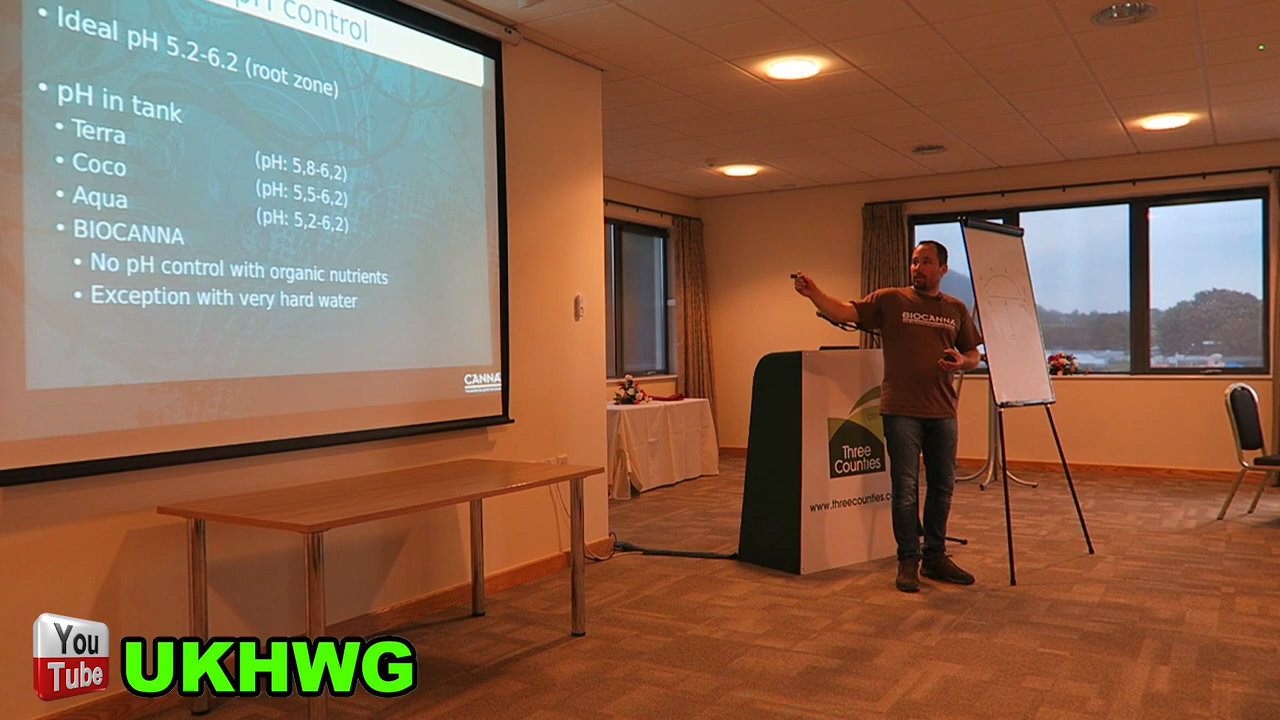 pH control
• Ideal pH 5.2-6.2 (root zone)
• pH in tank
• Terra (pH: 5,8-6,2)
• Coco (pH: 5,5-6,2)
• Aqua (pH: 5,2-6,2)
• BIOCANNA
• No pH control with organic nutrients
• Exception with very hard water
CANNA
BIOCANNA
Three
Counties
www.threecounties.c
You
Tube
UKHWG